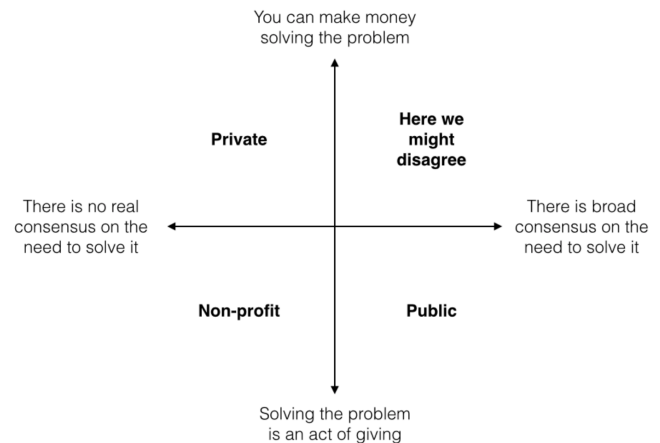 You can make money
solving the problem
Private
Here we
might
disagree
There is no real
consensus on the
need to solve it
There is broad
consensus on the
need to solve it
Non-profit
Public
Solving the problem
is an act of giving